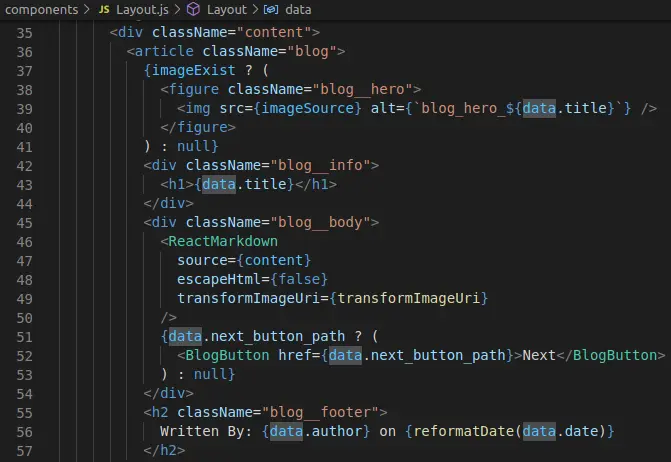 components > JS Layout.js > Layout > data
35 <div className="content">
36 <article className="blog">
37 {imageExist ? (
38 <figure className="blog__hero">
39 <img src={imageSource} alt={`blog_hero_${data.title}`} />
40 </figure>
41 ) : null}
42 <div className="blog__info">
43 <h1>{data.title}</h1>
44 </div>
45 <div className="blog__body">
46 <ReactMarkdown
47 source={content}
48 escapeHtml={false}
49 transformImageUri={transformImageUri}
50 />
51 {data.next_button_path ? (
52 <BlogButton href={data.next_button_path}>Next</BlogButton>
53 ) : null}
54 </div>
55 <h2 className="blog__footer">
56 Written By: {data.author} on {reformatDate(data.date)}
57 </h2>